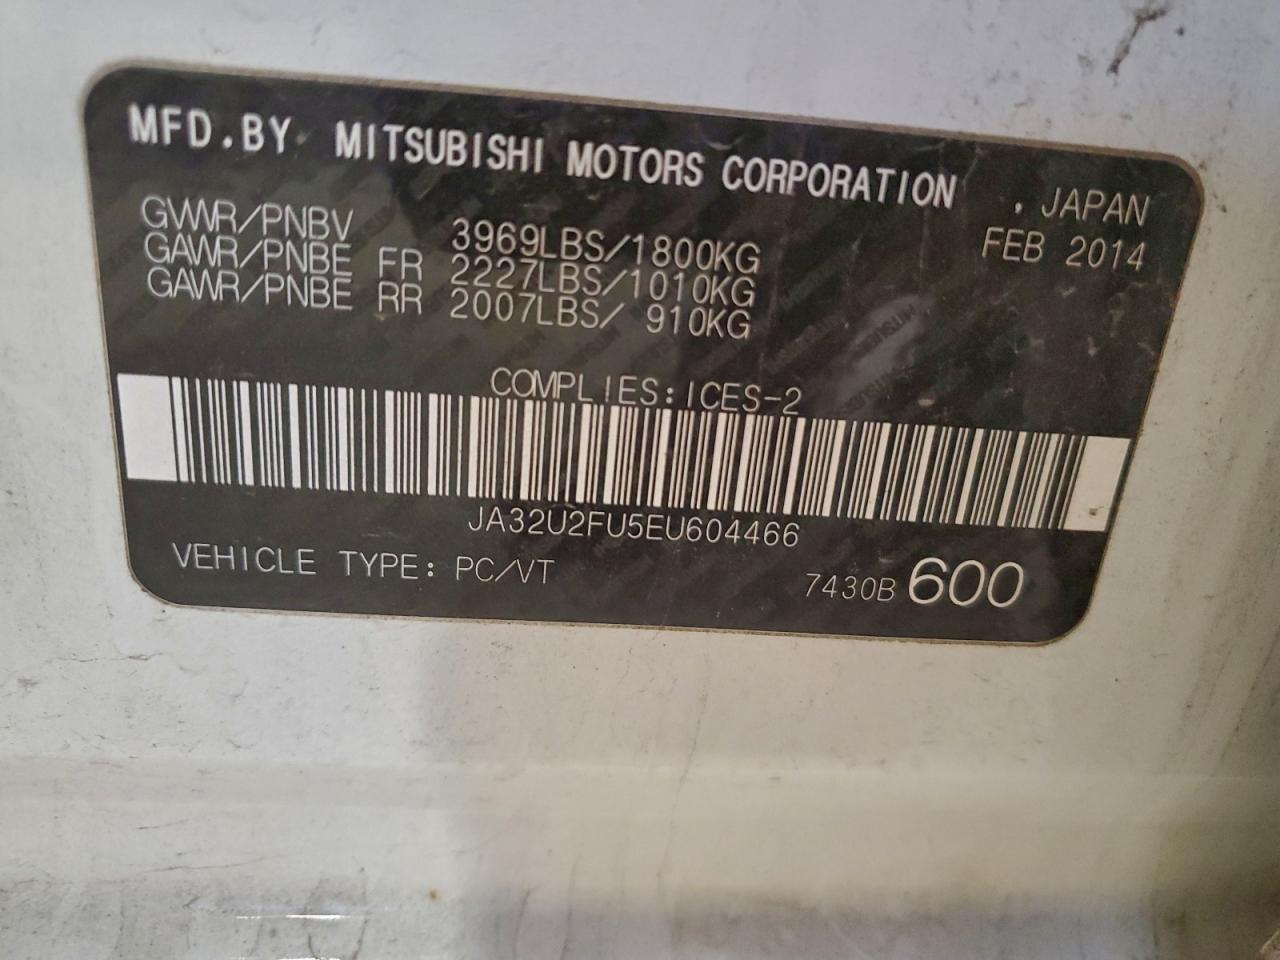 MFD.BY MITSUBISHI MOTORS CORPORATION , JAPAN
FEB 2014
GVWR/PNBV 3969LBS/1800KG
GAWR/PNBE FR 2227LBS/1010KG
GAWR/PNBE RR 2007LBS/ 910KG
COMPLIES:ICES-2
JA32U2FU5EU604466
VEHICLE TYPE: PC/VT 7430B 600